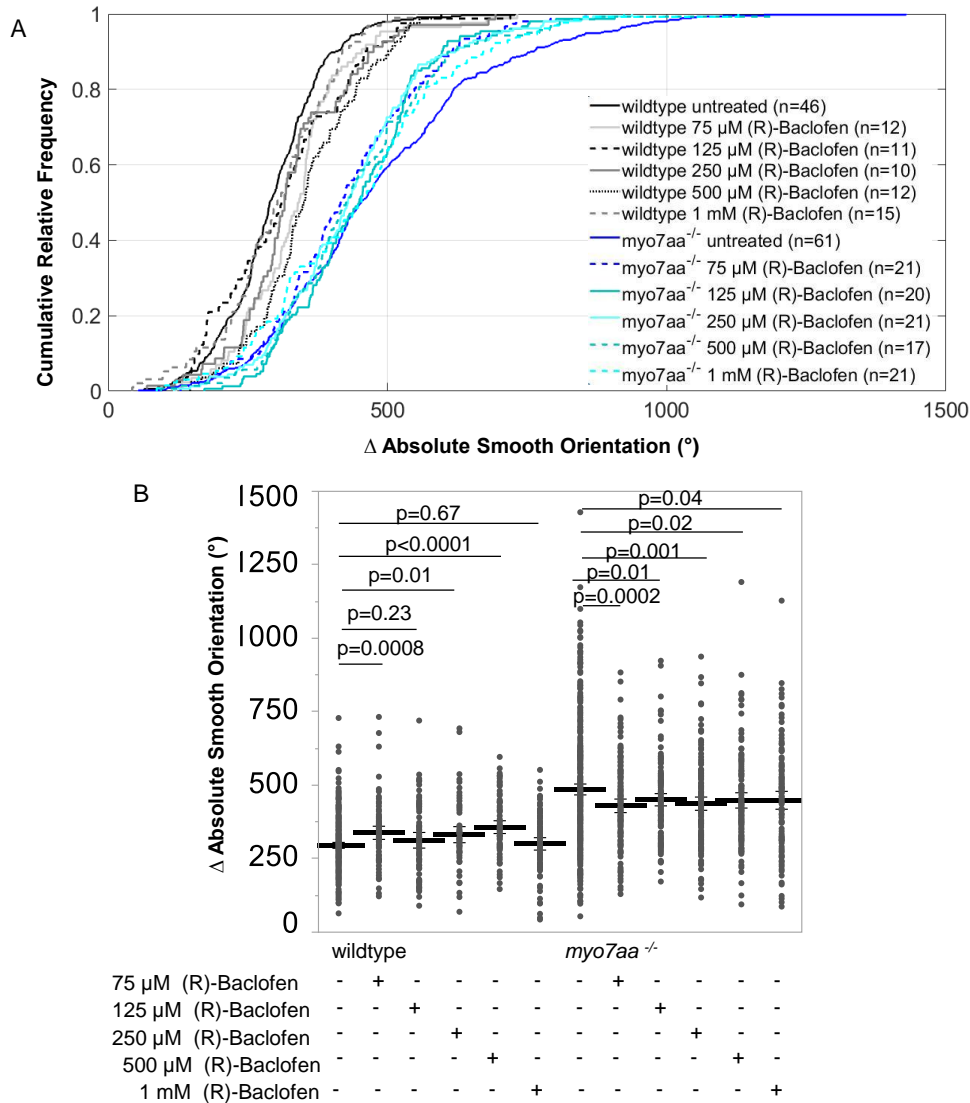 A
Cumulative Relative Frequency
1
0.8
0.6
0.4
0.2
0
0 500 1000 1500
Δ Absolute Smooth Orientation (°)
wildtype untreated (n=46)
wildtype 75 µM (R)-Baclofen (n=12)
wildtype 125 µM (R)-Baclofen (n=11)
wildtype 250 µM (R)-Baclofen (n=10)
wildtype 500 µM (R)-Baclofen (n=12)
wildtype 1 mM (R)-Baclofen (n=15)
myo7aa-/- untreated (n=61)
myo7aa-/- 75 µM (R)-Baclofen (n=21)
myo7aa-/- 125 µM (R)-Baclofen (n=20)
myo7aa-/- 250 µM (R)-Baclofen (n=21)
myo7aa-/- 500 µM (R)-Baclofen (n=17)
myo7aa-/- 1 mM (R)-Baclofen (n=21)
B
Δ Absolute Smooth Orientation (°)
1500
1250
1000
750
500
250
0
p=0.67
p<0.0001
p=0.01
p=0.23
p=0.0008
p=0.04
p=0.02
p=0.001
p=0.01
p=0.0002
wildtype myo7aa -/-
75 µM (R)-Baclofen - + - - - - - + - - - -
125 µM (R)-Baclofen - - + - - - - - + - - -
250 µM (R)-Baclofen - - - + - - - - - + - -
500 µM (R)-Baclofen - - - - + - - - - - + -
1 mM (R)-Baclofen - - - - - + - - - - - +